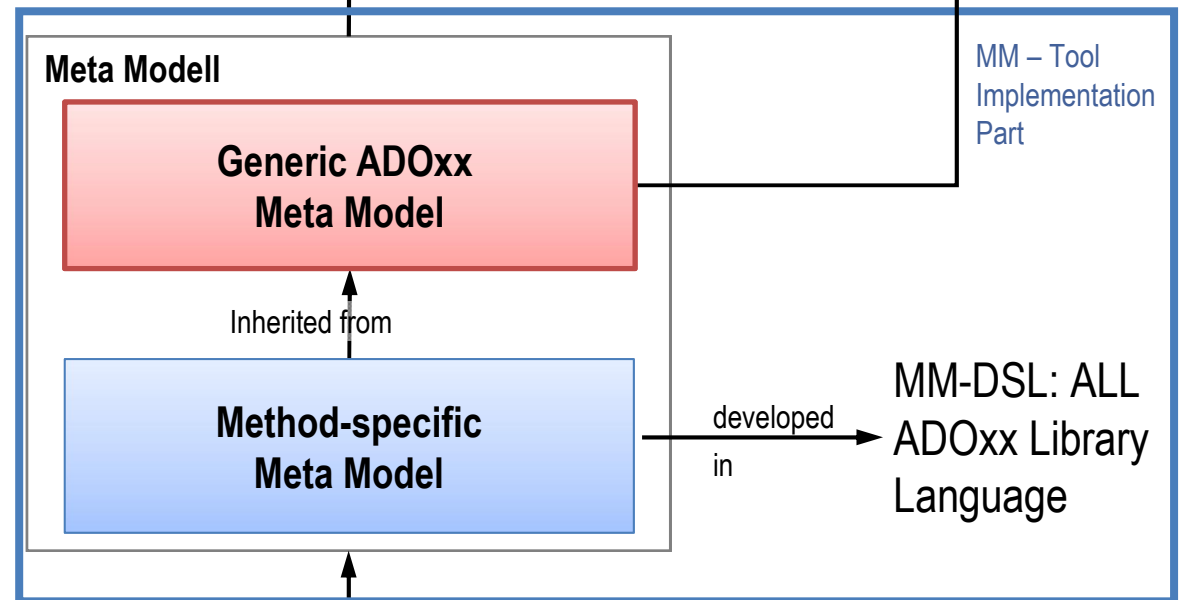 Meta Modell
MM – Tool
Implementation
Part
Generic ADOxx
Meta Model
Inherited from
Method-specific
Meta Model
developed
in
MM-DSL: ALL
ADOxx Library
Language